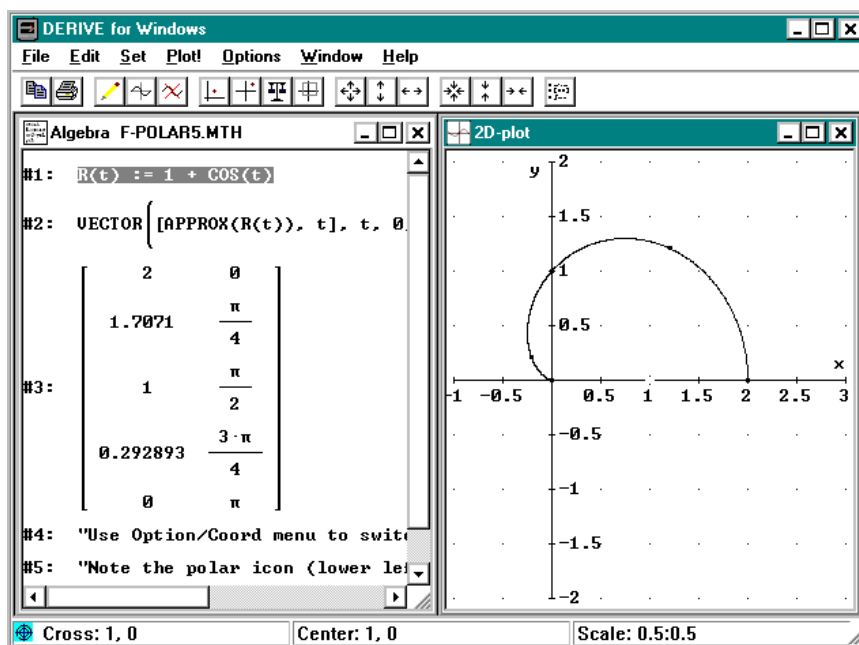 DERIVE for Windows
File Edit Set Plot! Options Window Help
Algebra F-POLAR5.MTH
#1: R(t) := 1 + COS(t)
#2: VECTOR([APPROX(R(t)), t], t, 0,
#3:
2 0
1.7071 π/4
1 π/2
0.292893 3·π/4
0 π
#4: "Use Option/Coord menu to
#5: "Note the polar icon (lower
2D-plot
y 2
1.5
1
0.5
x
-1 -0.5 0.5 1 1.5 2 2.5 3
-0.5
-1
-1.5
-2
Cross: 1, 0 Center: 1, 0 Scale: 0.5:0.5